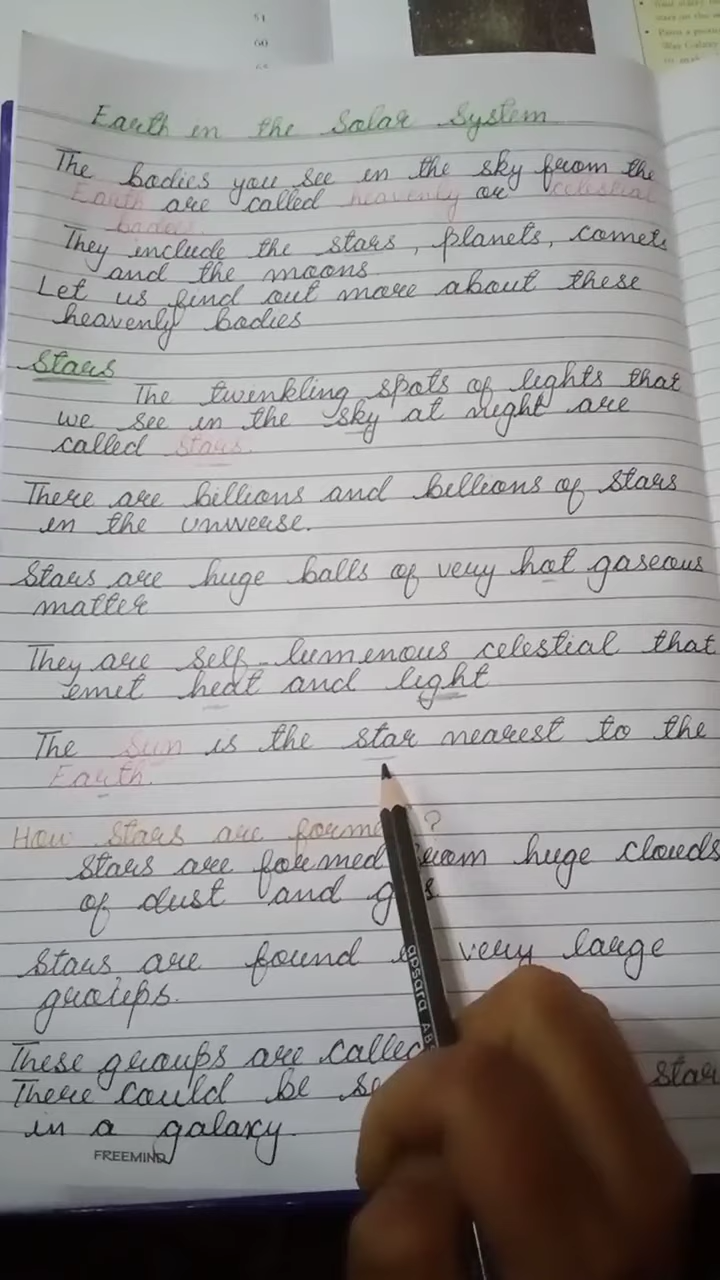 51
60
Earth in the Solar System
The bodies you see in the sky from the
Earth are called heavenly or celestial
bodies.
They include the stars, planets, comets
and the moons
Let us find out more about these
heavenly bodies
Stars
The twinkling spots of lights that
we see in the sky at night are
called Stars.
There are billions and billions of stars
in the universe.
Stars are huge balls of very hot gaseous
matter
They are self-luminous celestial that
emit heat and light
The Sun is the star nearest to the
Earth.
How Stars are forme ?
Stars are formed from huge clouds
of dust and gas
Stars are found very large
groups.
These groups are called
There could be star
in a galaxy.
FREEMIND
apsara AB